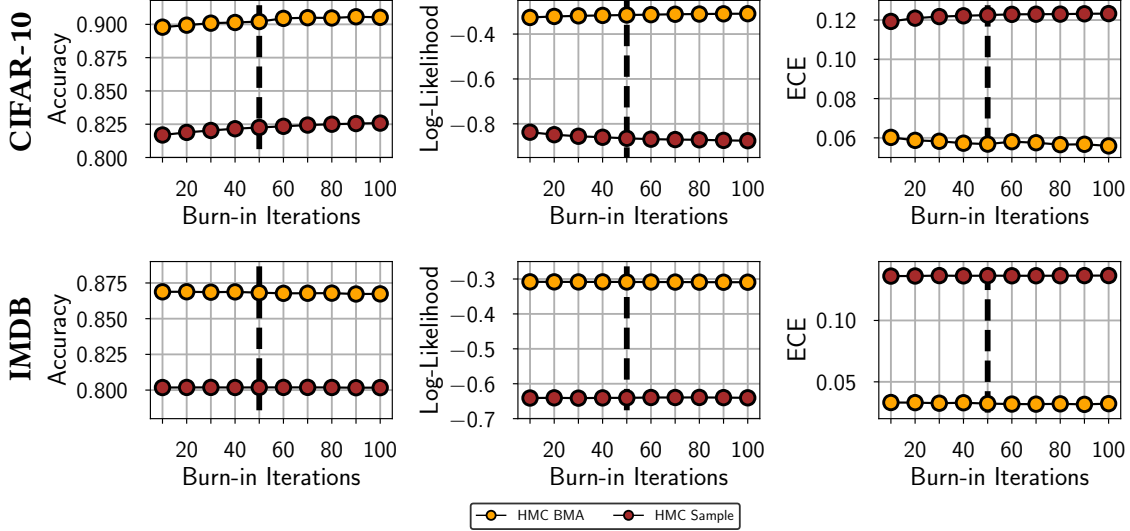 CIFAR-10
Accuracy
0.900
0.875
0.850
0.825
0.800
20 40 60 80 100
Burn-in Iterations
Log-Likelihood
−0.4
−0.6
−0.8
20 40 60 80 100
Burn-in Iterations
ECE
0.12
0.10
0.08
0.06
20 40 60 80 100
Burn-in Iterations
IMDB
Accuracy
0.875
0.850
0.825
0.800
20 40 60 80 100
Burn-in Iterations
Log-Likelihood
−0.3
−0.4
−0.5
−0.6
−0.7
20 40 60 80 100
Burn-in Iterations
ECE
0.10
0.05
20 40 60 80 100
Burn-in Iterations
HMC BMA HMC Sample